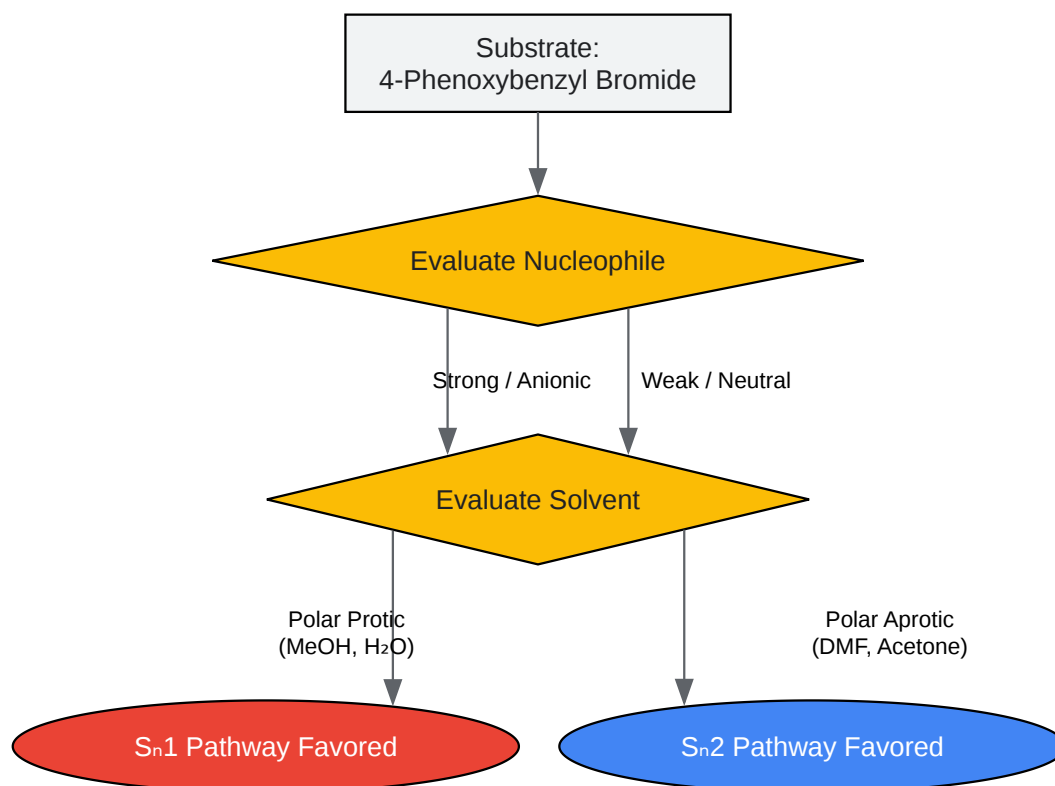 Substrate:
4-Phenoxybenzyl Bromide
Evaluate Nucleophile
Strong / Anionic
Weak / Neutral
Evaluate Solvent
Polar Protic
(MeOH, H₂O)
Polar Aprotic
(DMF, Acetone)
Sₙ1 Pathway Favored
Sₙ2 Pathway Favored